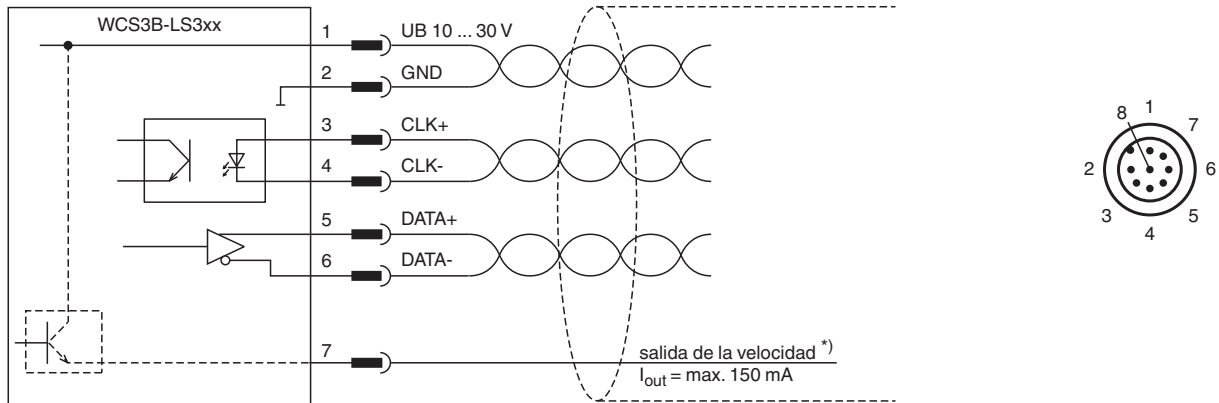 WCS3B-LS3xx
1 UB 10 ... 30 V
2 GND
3 CLK+
4 CLK-
5 DATA+
6 DATA-
7 salida de la velocidad *)
Iout = max. 150 mA
8 1 7
2 6
3 5
4